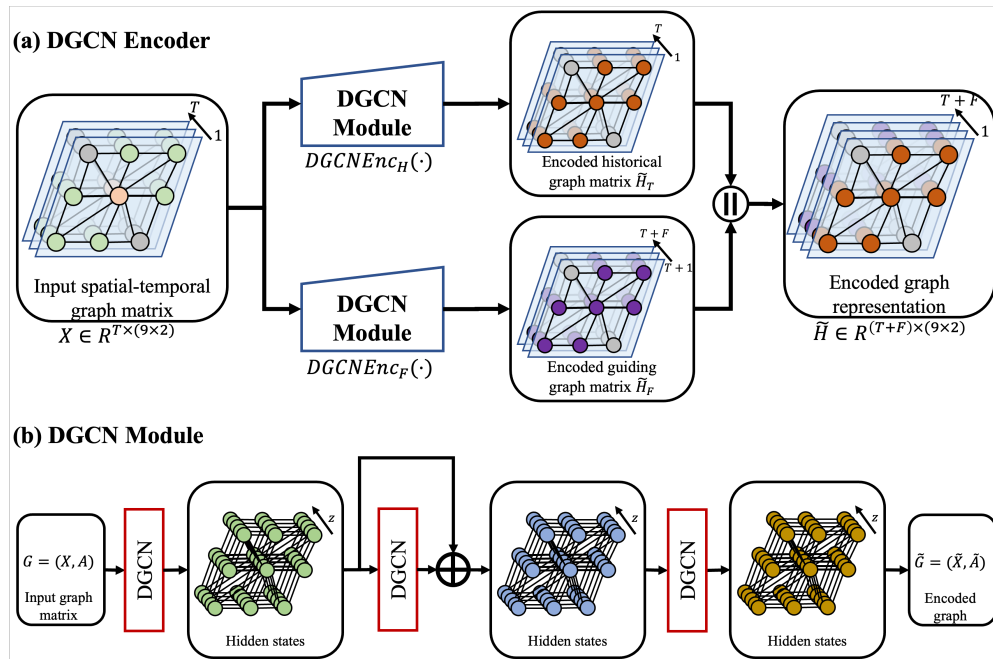 (a) DGCN Encoder
T
1
Input spatial-temporal
graph matrix
X ∈ R^{T×(9×2)}
DGCN
Module
DGCNEnc_H(·)
DGCN
Module
DGCNEnc_F(·)
T
1
Encoded historical
graph matrix H̃_T
T + F
T + 1
Encoded guiding
graph matrix H̃_F
||
T + F
1
Encoded graph
representation
H̃ ∈ R^{(T+F)×(9×2)}
(b) DGCN Module
G = (X, A)
Input graph
matrix
DGCN
z
Hidden states
DGCN
z
Hidden states
DGCN
z
Hidden states
G̃ = (X̃, Ã)
Encoded
graph